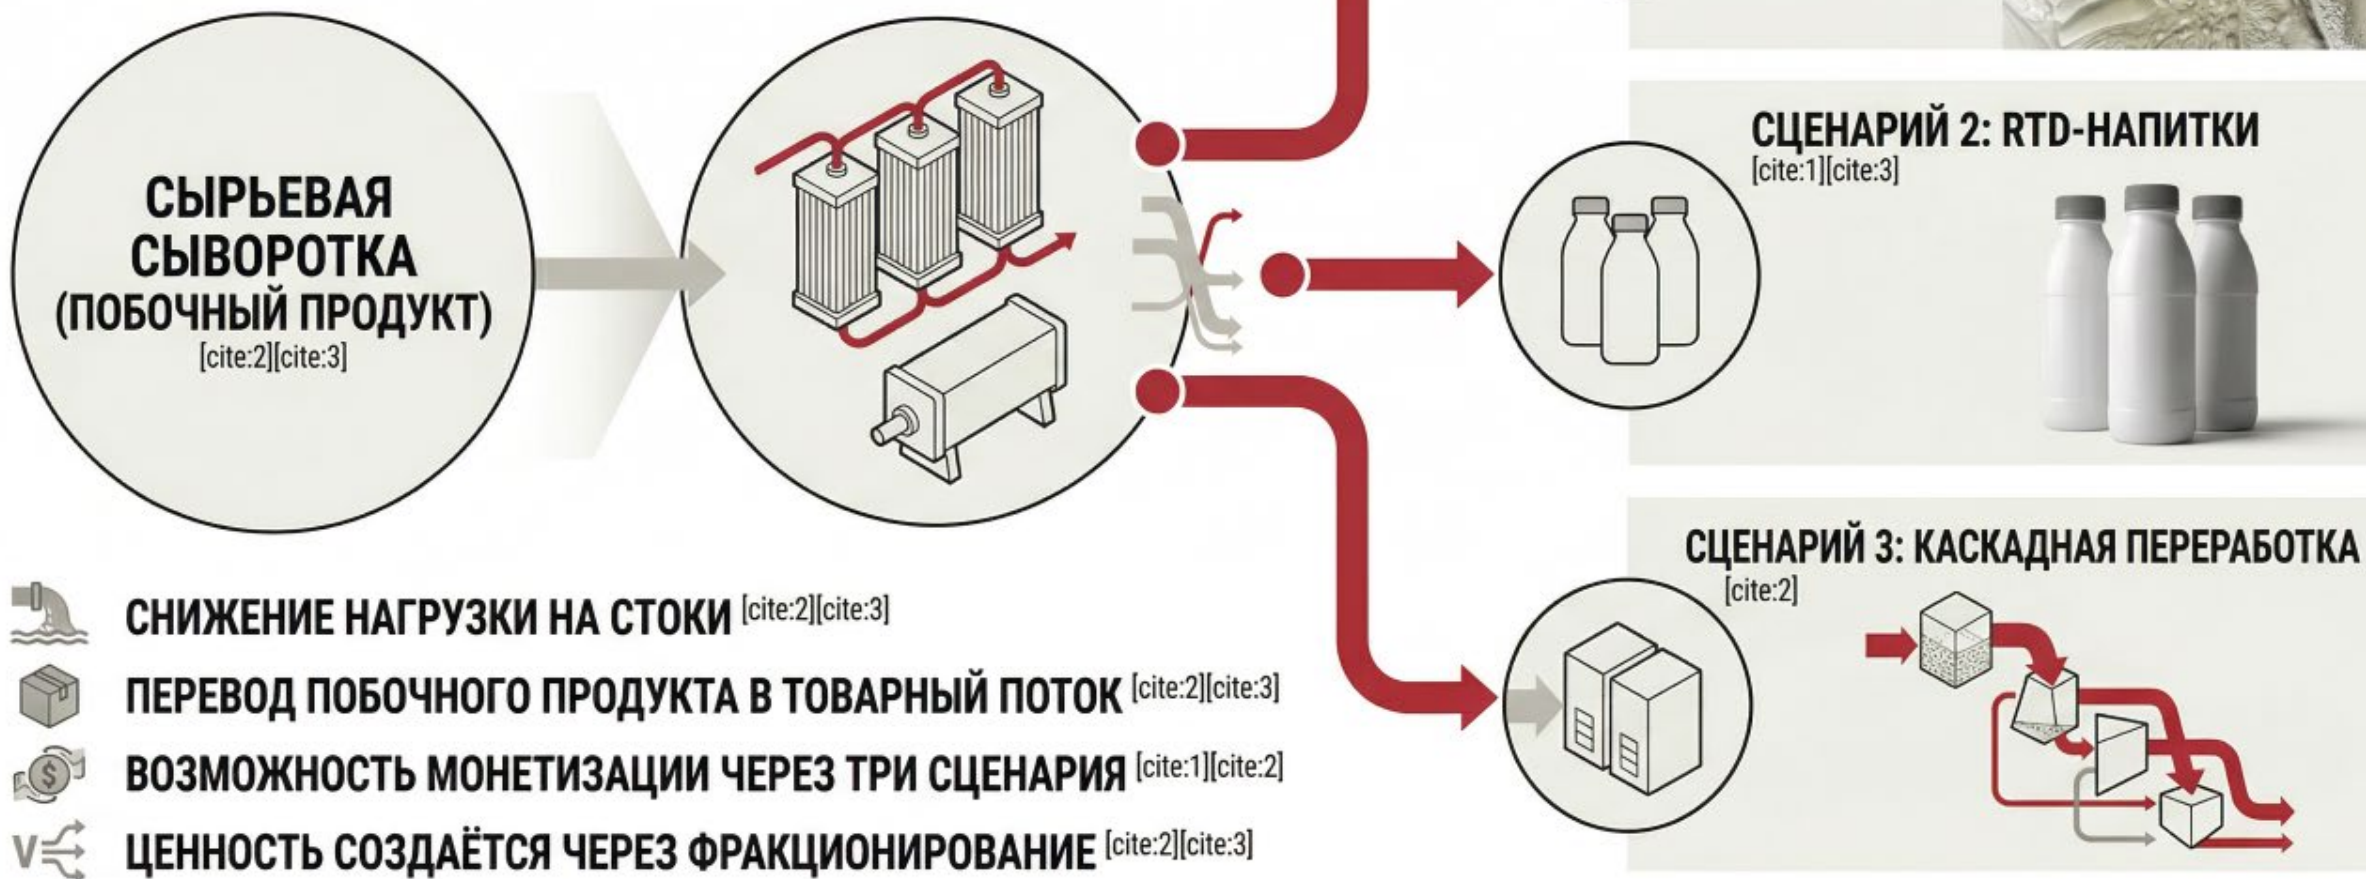 СЫРЬЕВАЯ
СЫВОРОТКА
(ПОБОЧНЫЙ ПРОДУКТ)
[cite:2][cite:3]
СЦЕНАРИЙ 2: RTD-НАПИТКИ
[cite:1][cite:3]
СЦЕНАРИЙ 3: КАСКАДНАЯ ПЕРЕРАБОТКА
[cite:2]
СНИЖЕНИЕ НАГРУЗКИ НА СТОКИ [cite:2][cite:3]
ПЕРЕВОД ПОБОЧНОГО ПРОДУКТА В ТОВАРНЫЙ ПОТОК [cite:2][cite:3]
$ ВОЗМОЖНОСТЬ МОНЕТИЗАЦИИ ЧЕРЕЗ ТРИ СЦЕНАРИЯ [cite:1][cite:2]
V ЦЕННОСТЬ СОЗДАЁТСЯ ЧЕРЕЗ ФРАКЦИОНИРОВАНИЕ [cite:2][cite:3]